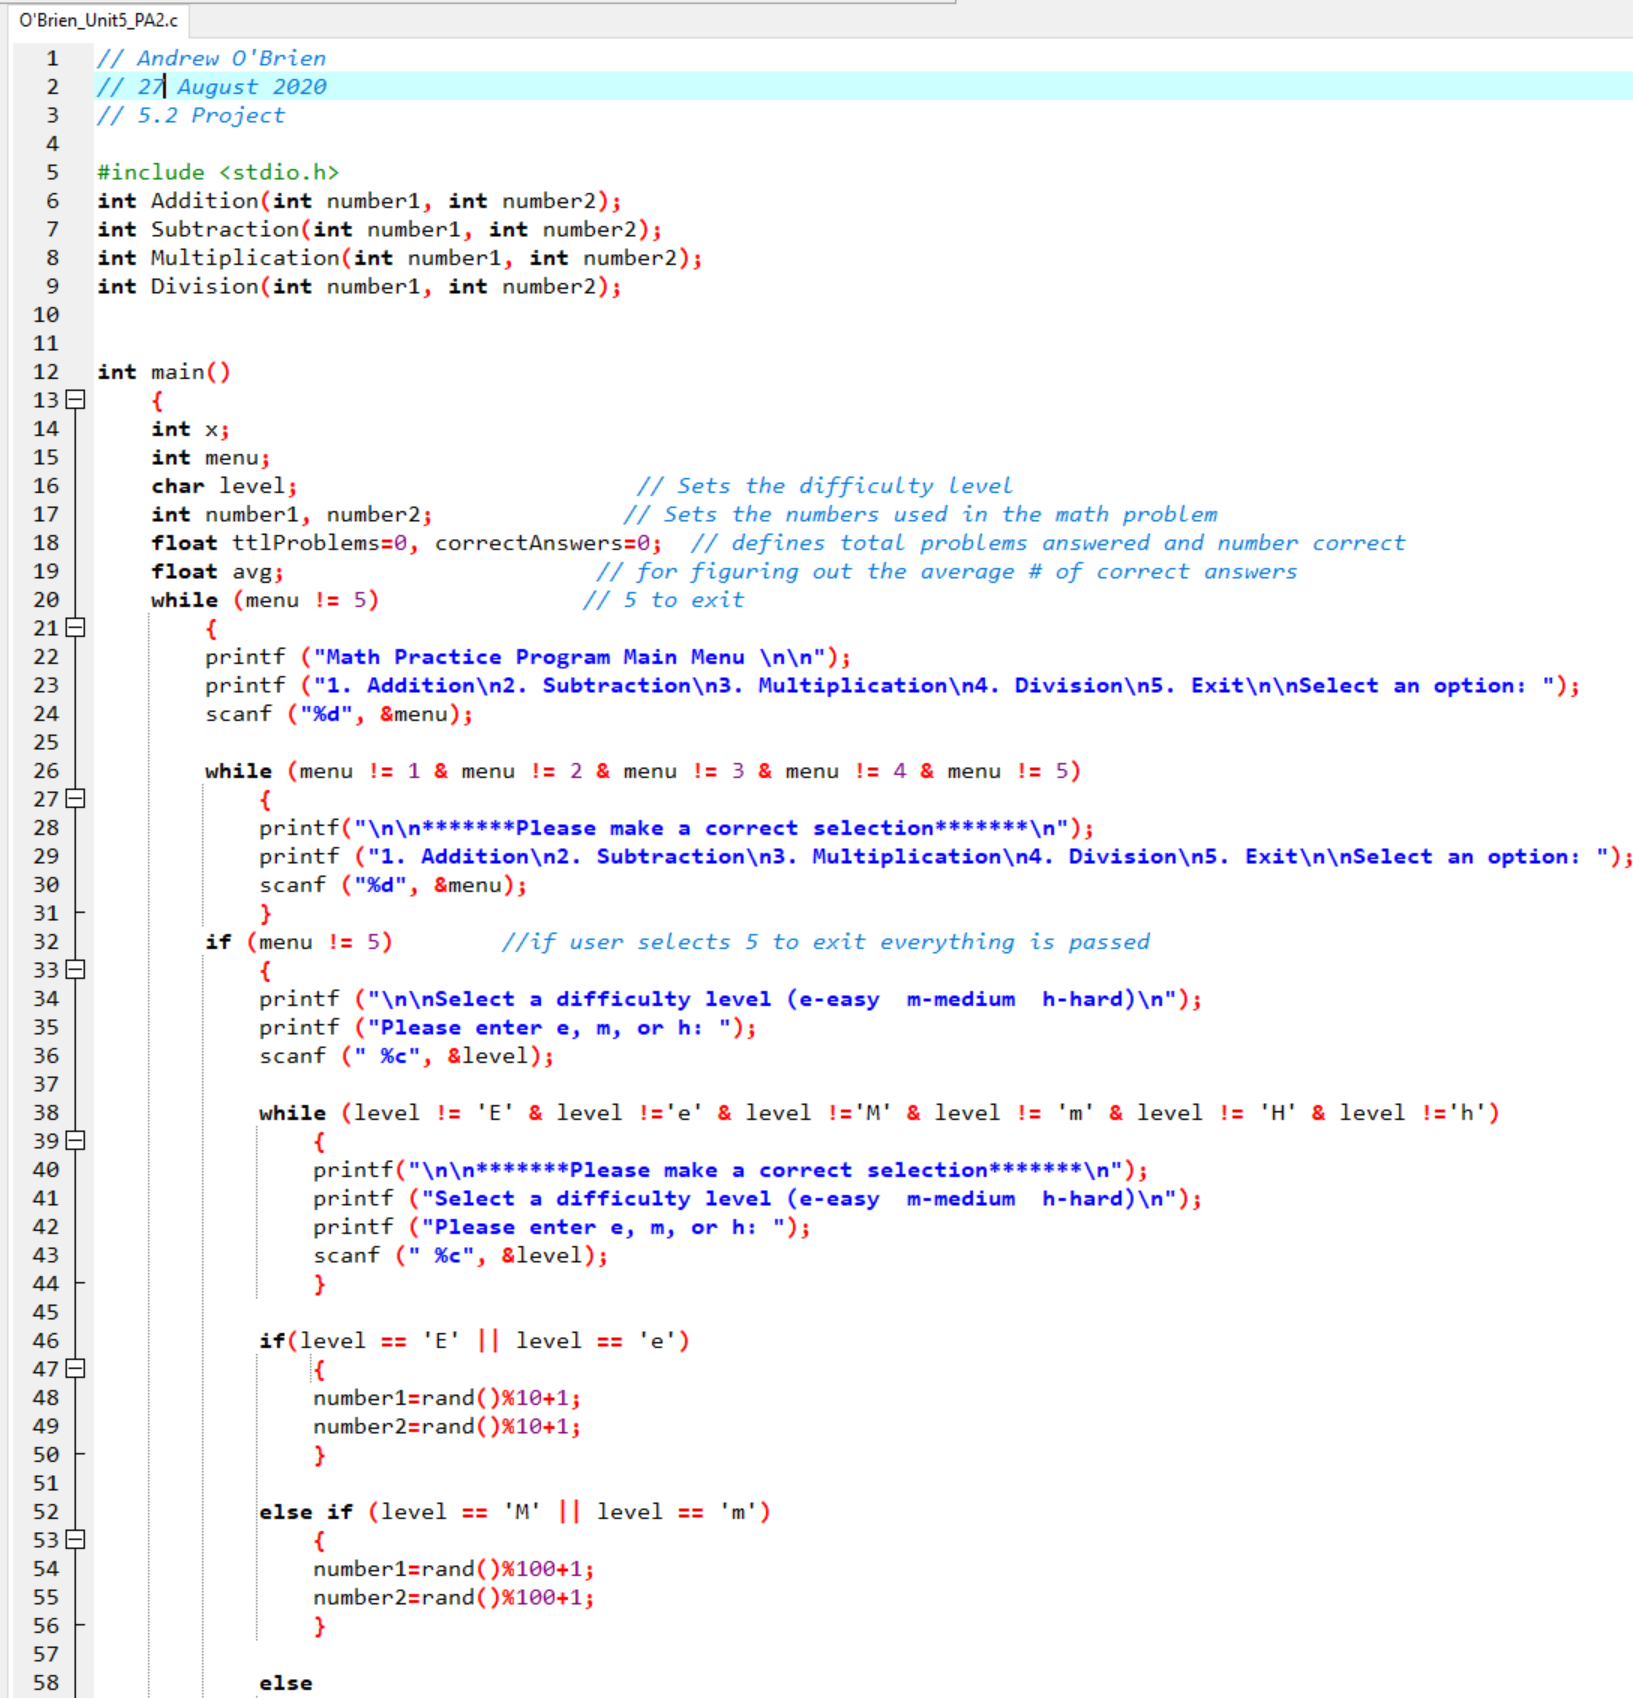 O'Brien_Unit5_PA2.c
1 // Andrew O'Brien
2 // 27 August 2020
3 // 5.2 Project
4
5 #include <stdio.h>
6 int Addition(int number1, int number2);
7 int Subtraction(int number1, int number2);
8 int Multiplication(int number1, int number2);
9 int Division(int number1, int number2);
10
11
12 int main()
13 {
14 int x;
15 int menu;
16 char level; // Sets the difficulty level
17 int number1, number2; // Sets the numbers used in the math problem
18 float ttlProblems=0, correctAnswers=0; // defines total problems answered and number correct
19 float avg; // for figuring out the average # of correct answers
20 while (menu != 5) // 5 to exit
21 {
22 printf ("Math Practice Program Main Menu \n\n");
23 printf ("1. Addition\n2. Subtraction\n3. Multiplication\n4. Division\n5. Exit\n\nSelect an option: ");
24 scanf ("%d", &menu);
25
26 while (menu != 1 & menu != 2 & menu != 3 & menu != 4 & menu != 5)
27 {
28 printf("\n\n*******Please make a correct selection*******\n");
29 printf ("1. Addition\n2. Subtraction\n3. Multiplication\n4. Division\n5. Exit\n\nSelect an option: ");
30 scanf ("%d", &menu);
31 }
32 if (menu != 5) //if user selects 5 to exit everything is passed
33 {
34 printf ("\n\nSelect a difficulty level (e-easy  m-medium  h-hard)\n");
35 printf ("Please enter e, m, or h: ");
36 scanf (" %c", &level);
37
38 while (level != 'E' & level !='e' & level !='M' & level != 'm' & level != 'H' & level !='h')
39 {
40 printf("\n\n*******Please make a correct selection*******\n");
41 printf ("Select a difficulty level (e-easy  m-medium  h-hard)\n");
42 printf ("Please enter e, m, or h: ");
43 scanf (" %c", &level);
44 }
45
46 if(level == 'E' || level == 'e')
47 {
48 number1=rand()%10+1;
49 number2=rand()%10+1;
50 }
51
52 else if (level == 'M' || level == 'm')
53 {
54 number1=rand()%100+1;
55 number2=rand()%100+1;
56 }
57
58 else